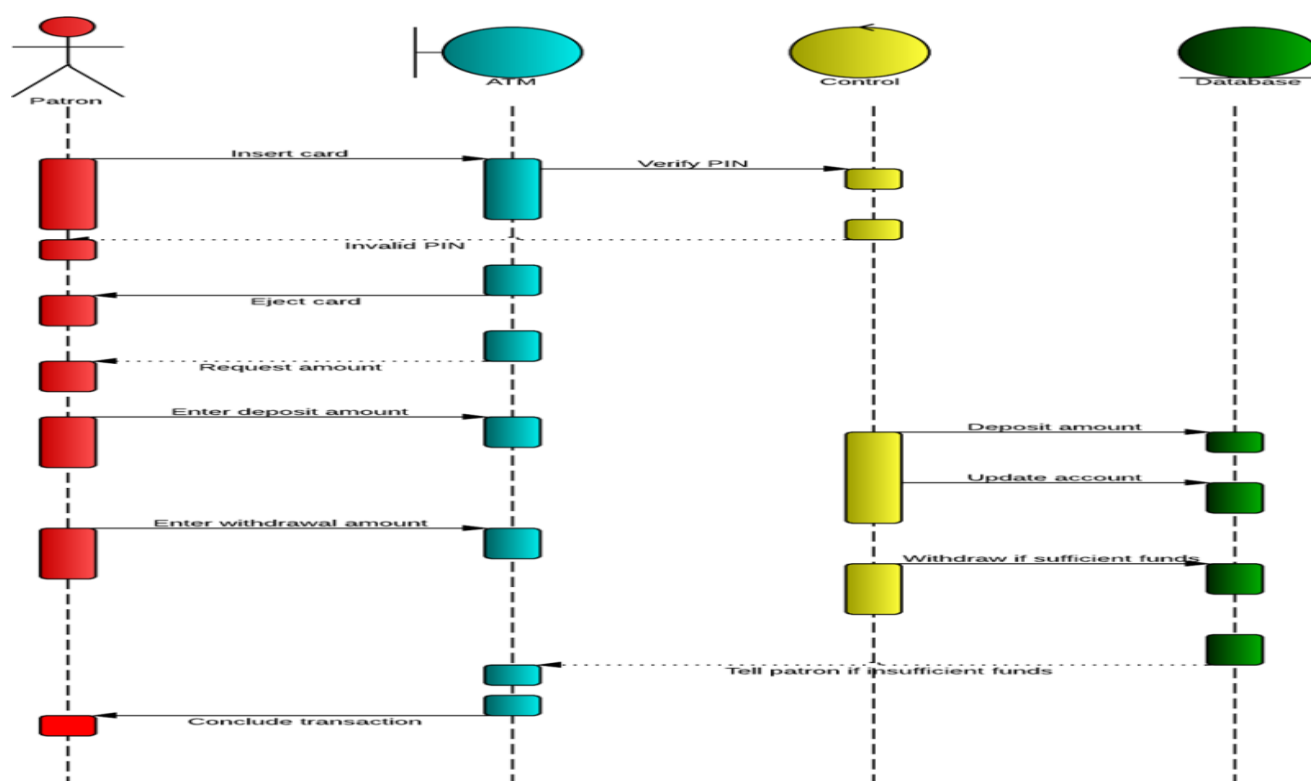 Patron
ATM
Control
Database
Insert card
Verify PIN
Invalid PIN
Eject card
Request amount
Enter deposit amount
Deposit amount
Update account
Enter withdrawal amount
Withdraw if sufficient funds
Tell patron if insufficient funds
Conclude transaction